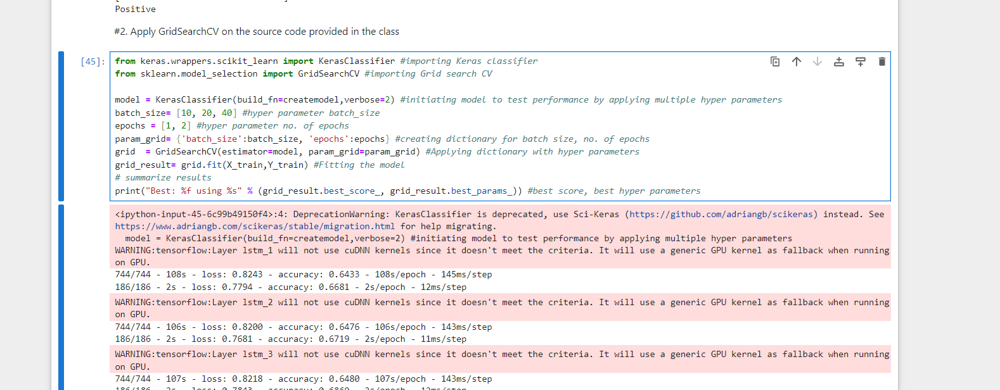 Positive
#2. Apply GridSearchCV on the source code provided in the class
[45]:
from keras.wrappers.scikit_learn import KerasClassifier #importing Keras classifier
from sklearn.model_selection import GridSearchCV #importing Grid search CV
model = KerasClassifier(build_fn=createmodel,verbose=2) #initiating model to test performance by applying multiple hyper parameters
batch_size= [10, 20, 40] #hyper parameter batch_size
epochs = [1, 2] #hyper parameter no. of epochs
param_grid= {'batch_size':batch_size, 'epochs':epochs} #creating dictionary for batch size, no. of epochs
grid  = GridSearchCV(estimator=model, param_grid=param_grid) #Applying dictionary with hyper parameters
grid_result= grid.fit(X_train,Y_train) #Fitting the model
# summarize results
print("Best: %f using %s" % (grid_result.best_score_, grid_result.best_params_)) #best score, best hyper parameters
<ipython-input-45-6c99b49150f4>:4: DeprecationWarning: KerasClassifier is deprecated, use Sci-Keras (https://github.com/adriangb/scikeras) instead. See
https://www.adriangb.com/scikeras/stable/migration.html for help migrating.
  model = KerasClassifier(build_fn=createmodel,verbose=2) #initiating model to test performance by applying multiple hyper parameters
WARNING:tensorflow:Layer lstm_1 will not use cuDNN kernels since it doesn't meet the criteria. It will use a generic GPU kernel as fallback when running
on GPU.
744/744 - 108s - loss: 0.8243 - accuracy: 0.6433 - 108s/epoch - 145ms/step
186/186 - 2s - loss: 0.7794 - accuracy: 0.6681 - 2s/epoch - 12ms/step
WARNING:tensorflow:Layer lstm_2 will not use cuDNN kernels since it doesn't meet the criteria. It will use a generic GPU kernel as fallback when running
on GPU.
744/744 - 106s - loss: 0.8200 - accuracy: 0.6476 - 106s/epoch - 143ms/step
186/186 - 2s - loss: 0.7681 - accuracy: 0.6719 - 2s/epoch - 11ms/step
WARNING:tensorflow:Layer lstm_3 will not use cuDNN kernels since it doesn't meet the criteria. It will use a generic GPU kernel as fallback when running
on GPU.
744/744 - 107s - loss: 0.8218 - accuracy: 0.6480 - 107s/epoch - 143ms/step
186/186 - 2s - loss: 0.7843 - accuracy: 0.6869 - 2s/epoch - 12ms/step